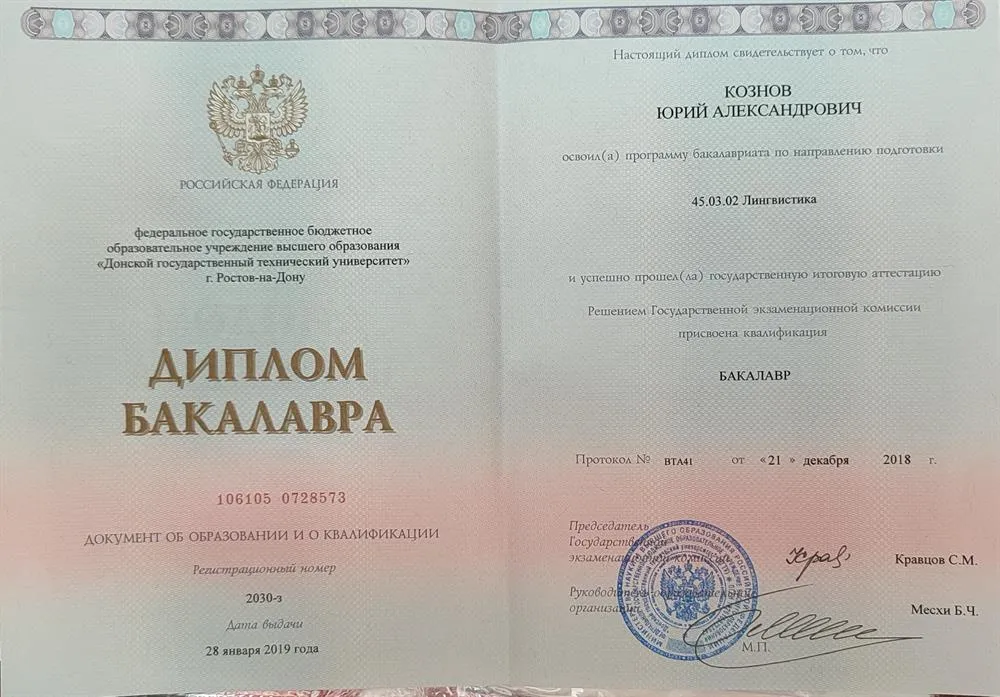 РОССИЙСКАЯ ФЕДЕРАЦИЯ
федеральное государственное бюджетное
образовательное учреждение высшего образования
«Донской государственный технический университет»
г. Ростов-на-Дону
ДИПЛОМ
БАКАЛАВРА
106105 0728573
ДОКУМЕНТ ОБ ОБРАЗОВАНИИ И О КВАЛИФИКАЦИИ
Регистрационный номер
2030-з
Дата выдачи
28 января 2019 года
Настоящий диплом свидетельствует о том, что
КОЗНОВ
ЮРИЙ АЛЕКСАНДРОВИЧ
освоил(а) программу бакалавриата по направлению подготовки
45.03.02 Лингвистика
и успешно прошел(ла) государственную итоговую аттестацию
Решением Государственной экзаменационной комиссии
присвоена квалификация
БАКАЛАВР
Протокол № ВТА41 от «21» декабря 2018 г.
Председатель
Государственной
экзаменационной комиссии
Кравцов С.М.
Руководитель образовательной
организации
Месхи Б.Ч.
М.П.